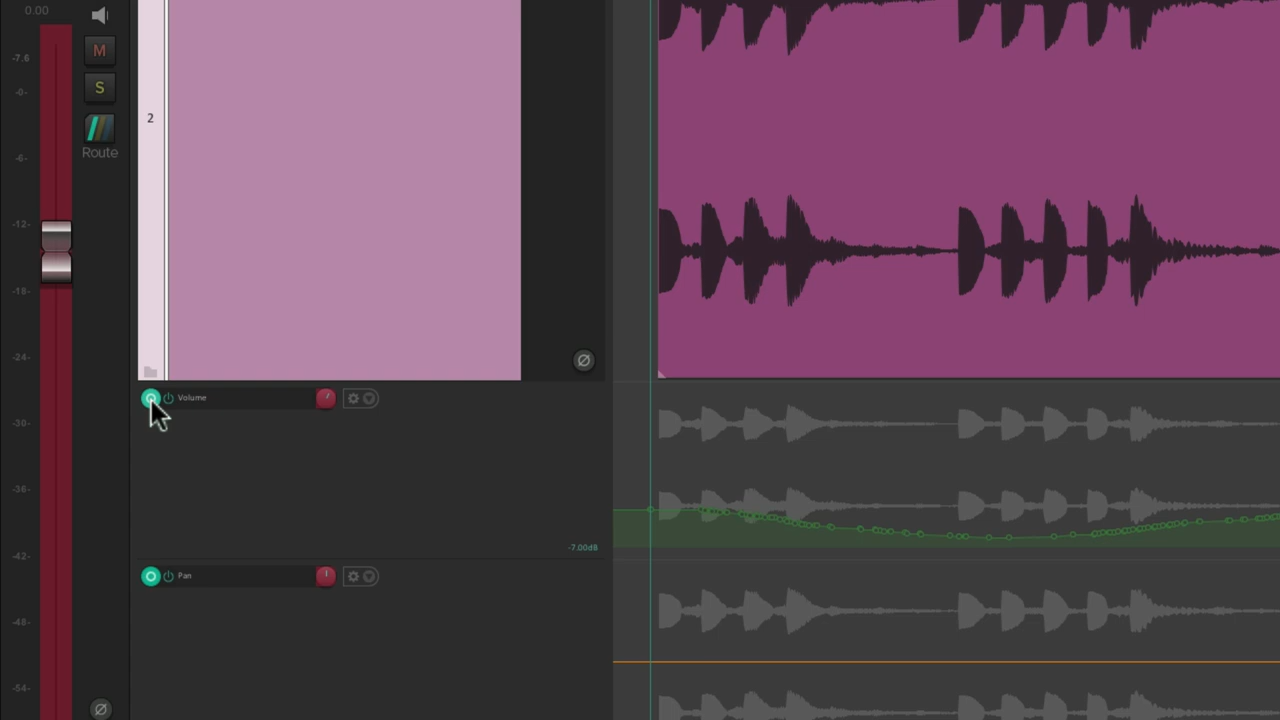 0.00
-7.6
M
-0-
S
2
-6-
Route
-12-
-18-
-24-
Volume
-30-
-36-
-7.00dB
-42-
Pan
-48-
-54-